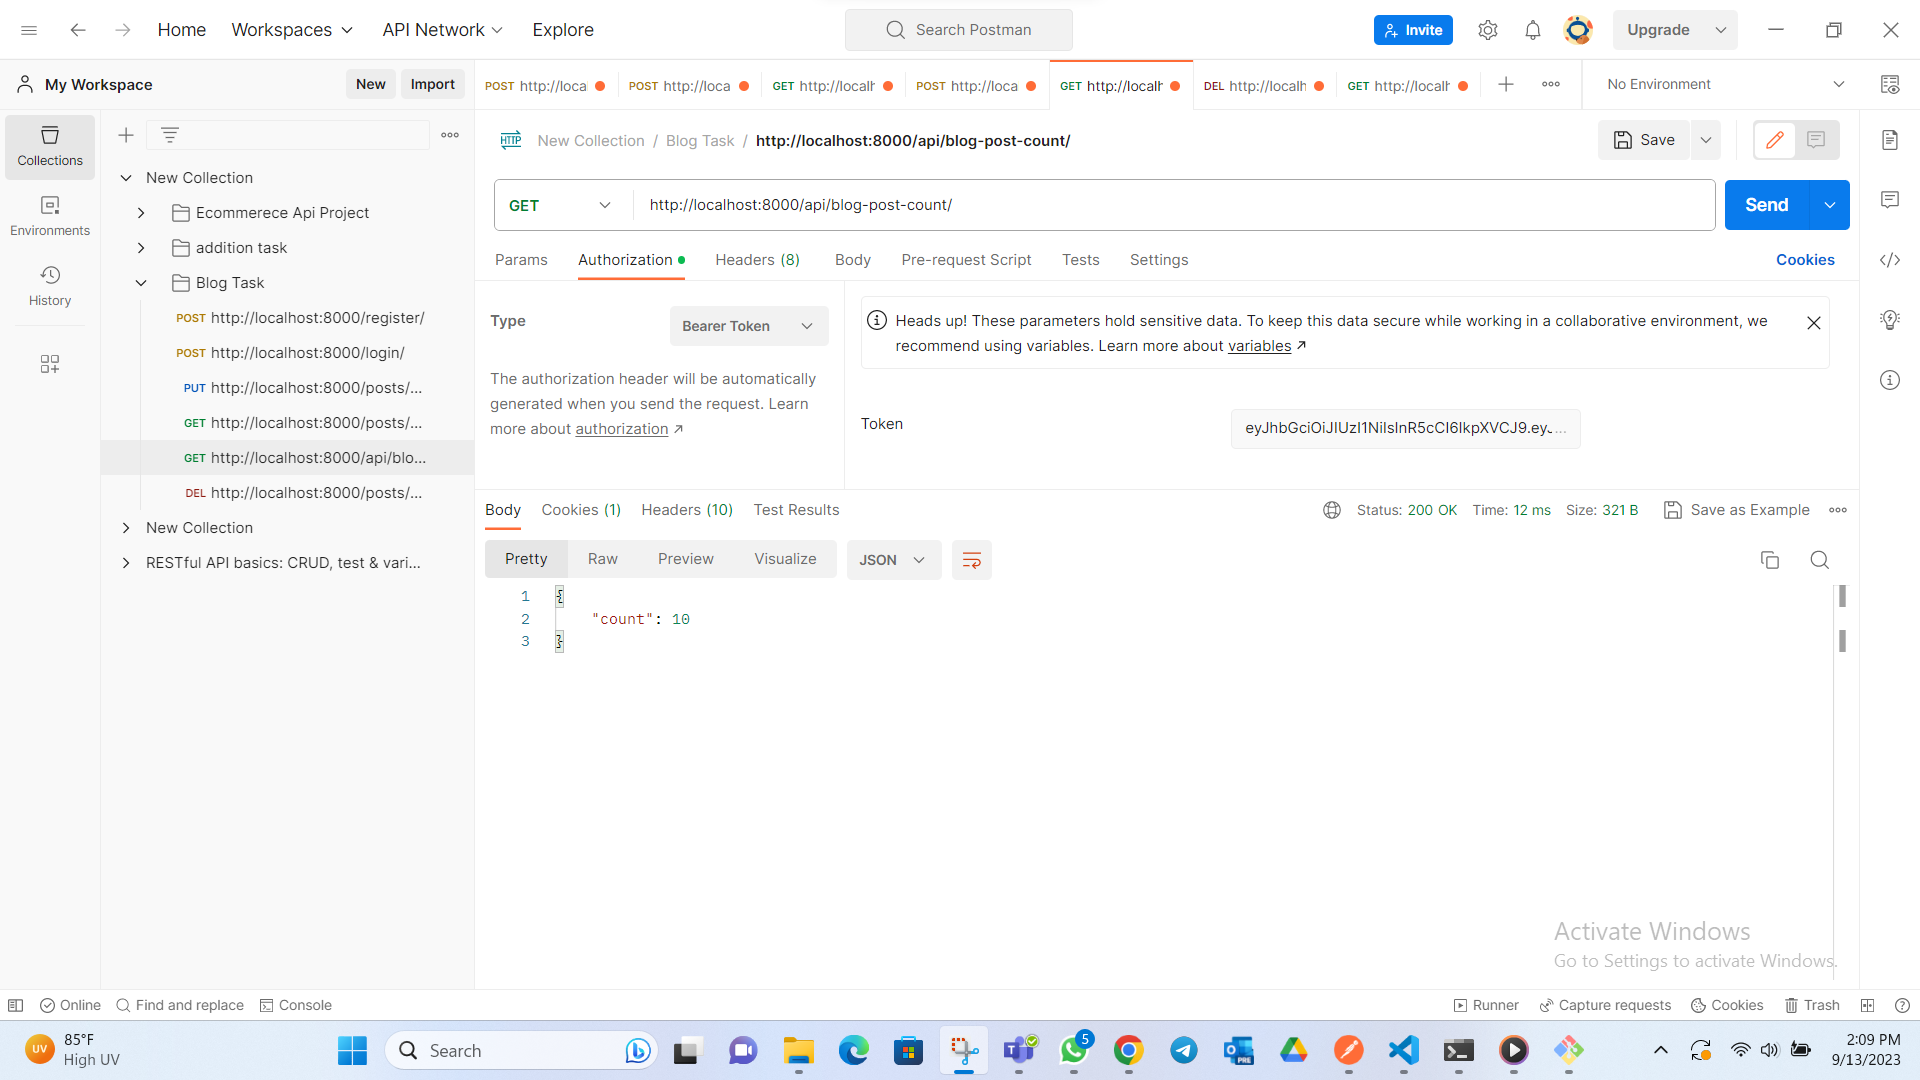 Home Workspaces API Network Explore
Search Postman
Invite
Upgrade
My Workspace
New Import
POST http://loca
POST http://loca
GET http://localh
POST http://loca
GET http://localh
DEL http://localh
GET http://localh
No Environment
Collections
Environments
History
New Collection
Ecommerece Api Project
addition task
Blog Task
POST http://localhost:8000/register/
POST http://localhost:8000/login/
PUT http://localhost:8000/posts/...
GET http://localhost:8000/posts/...
GET http://localhost:8000/api/blo...
DEL http://localhost:8000/posts/...
New Collection
RESTful API basics: CRUD, test & vari...
HTTP New Collection / Blog Task / http://localhost:8000/api/blog-post-count/
Save
GET http://localhost:8000/api/blog-post-count/
Send
Params Authorization Headers (8) Body Pre-request Script Tests Settings
Cookies
Type
Bearer Token
The authorization header will be automatically
generated when you send the request. Learn
more about authorization ↗
Heads up! These parameters hold sensitive data. To keep this data secure while working in a collaborative environment, we
recommend using variables. Learn more about variables ↗
Token
Body Cookies (1) Headers (10) Test Results
Status: 200 OK Time: 12 ms Size: 321 B
Save as Example
Pretty Raw Preview Visualize JSON
1 {
2 "count": 10
3 }
Activate Windows
Go to Settings to activate Windows.
Online Find and replace Console
Runner Capture requests Cookies Trash
UV
85°F
High UV
Search
PRE
5
2:09 PM
9/13/2023